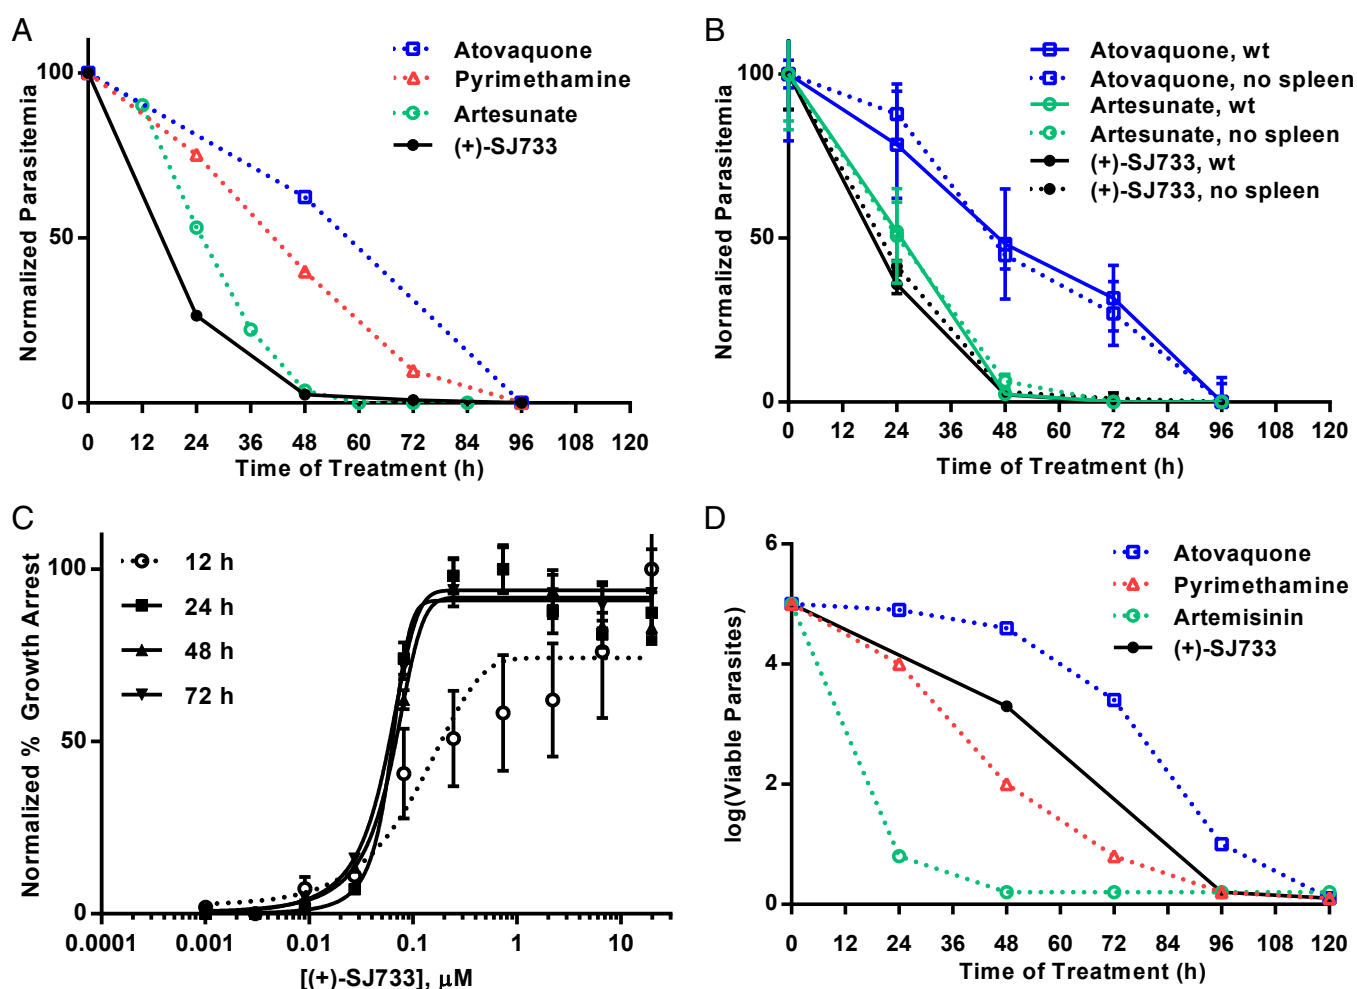 A
Atovaquone
Pyrimethamine
Artesunate
(+)-SJ733
Normalized Parasitemia
100
50
0
0 12 24 36 48 60 72 84 96 108 120
Time of Treatment (h)
B
Atovaquone, wt
Atovaquone, no spleen
Artesunate, wt
Artesunate, no spleen
(+)-SJ733, wt
(+)-SJ733, no spleen
Normalized Parasitemia
100
50
0
0 12 24 36 48 60 72 84 96 108 120
Time of Treatment (h)
C
12 h
24 h
48 h
72 h
Normalized % Growth Arrest
100
50
0
0.0001 0.001 0.01 0.1 1 10
[(+)-SJ733], μM
D
Atovaquone
Pyrimethamine
Artemisinin
(+)-SJ733
log(Viable Parasites)
6
4
2
0
0 12 24 36 48 60 72 84 96 108 120
Time of Treatment (h)